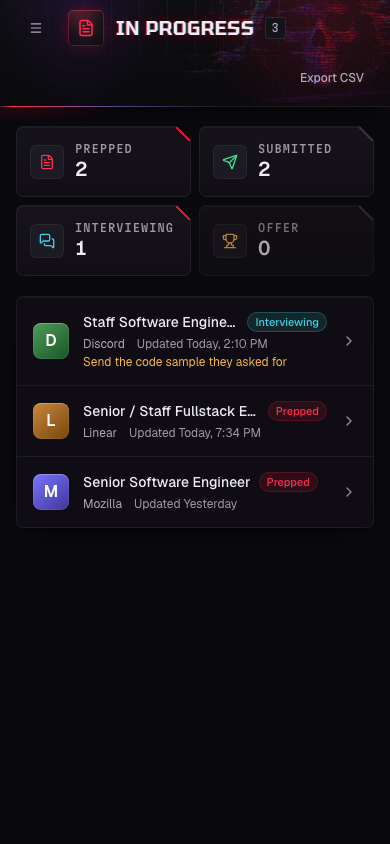 IN PROGRESS 3
Export CSV
PREPPED
2
SUBMITTED
2
INTERVIEWING
1
OFFER
0
D
Staff Software Engine… Interviewing
Discord Updated Today, 2:10 PM
Send the code sample they asked for
L
Senior / Staff Fullstack E… Prepped
Linear Updated Today, 7:34 PM
M
Senior Software Engineer Prepped
Mozilla Updated Yesterday